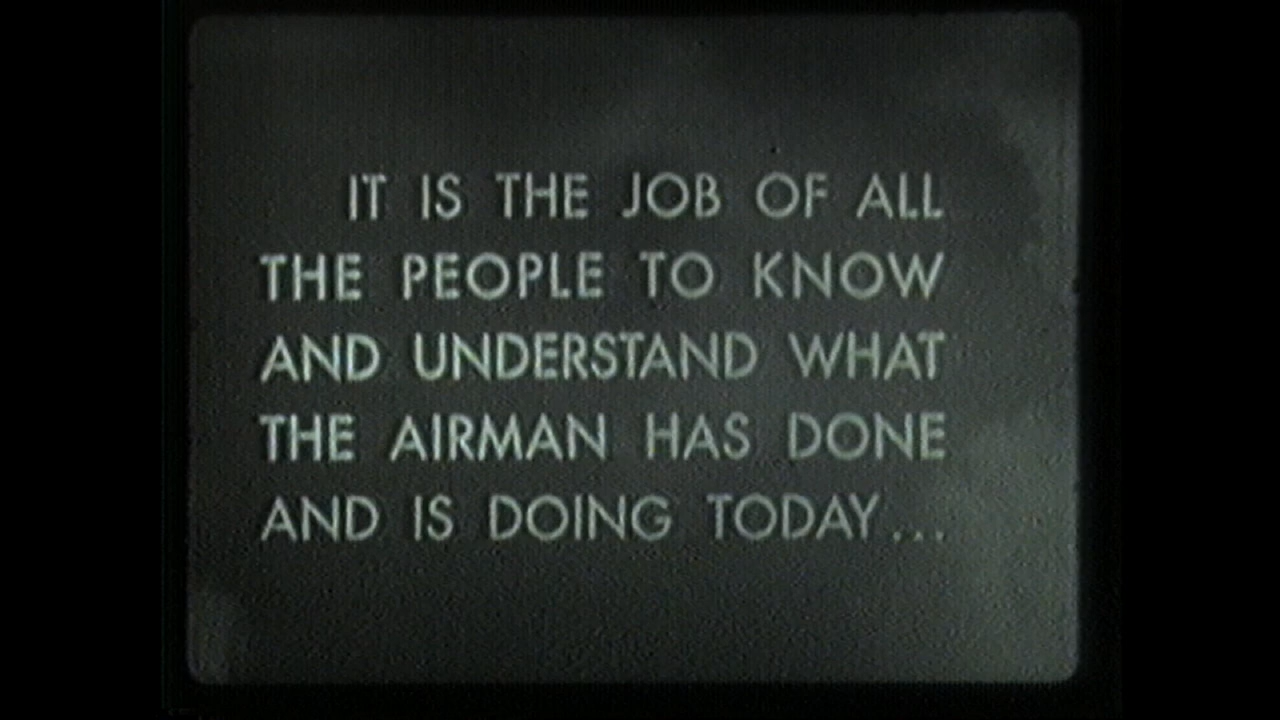 IT IS THE JOB OF ALL
THE PEOPLE TO KNOW
AND UNDERSTAND WHAT
THE AIRMAN HAS DONE
AND IS DOING TODAY...